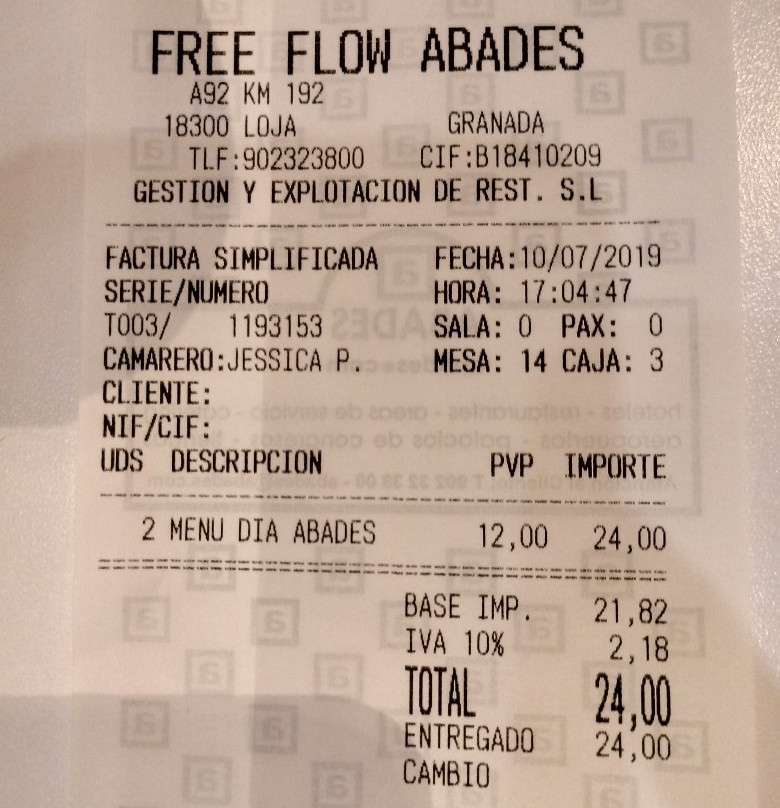 FREE FLOW ABADES
A92 KM 192
18300 LOJA GRANADA
TLF:902323800 CIF:B18410209
GESTION Y EXPLOTACION DE REST. S.L
FACTURA SIMPLIFICADA FECHA:10/07/2019
SERIE/NUMERO HORA: 17:04:47
T003/ 1193153 SALA: 0 PAX: 0
CAMARERO:JESSICA P. MESA: 14 CAJA: 3
CLIENTE:
NIF/CIF:
UDS DESCRIPCION PVP IMPORTE
2 MENU DIA ABADES 12,00 24,00
BASE IMP. 21,82
IVA 10% 2,18
TOTAL 24,00
ENTREGADO 24,00
CAMBIO